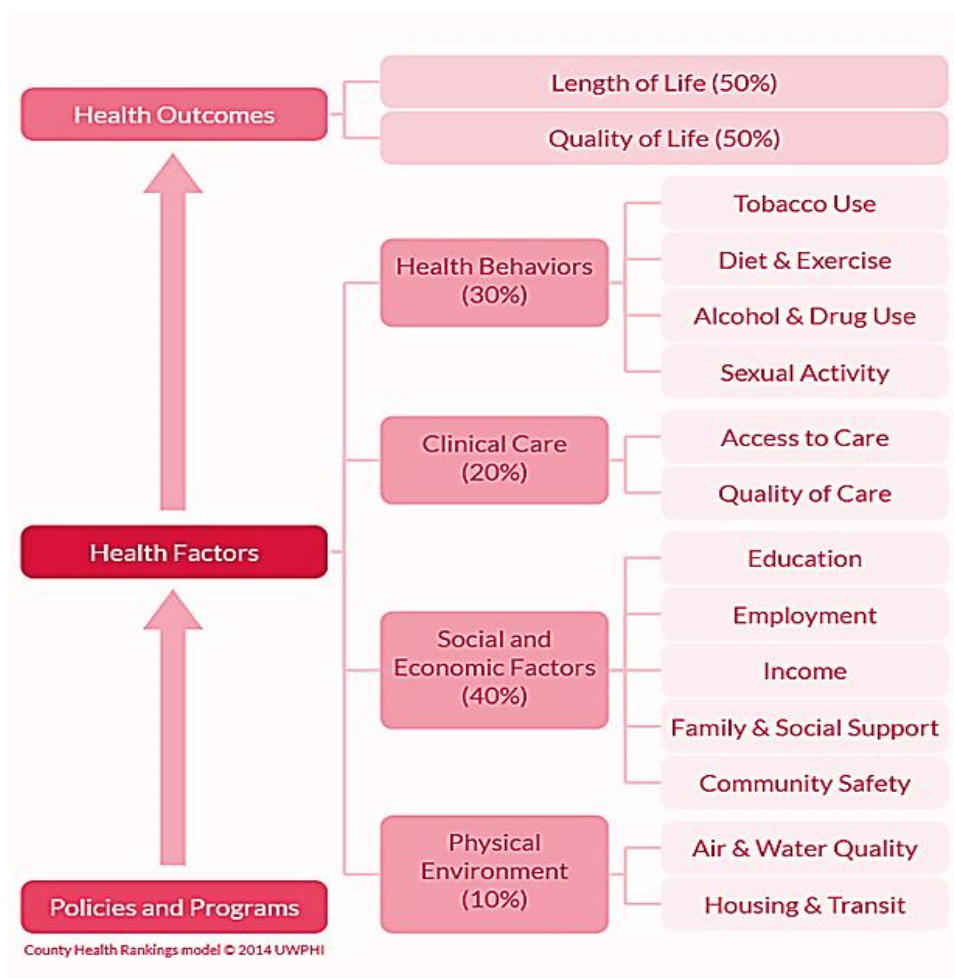 Health Outcomes
Length of Life (50%)
Quality of Life (50%)
Health Behaviors
(30%)
Tobacco Use
Diet & Exercise
Alcohol & Drug Use
Sexual Activity
Clinical Care
(20%)
Access to Care
Quality of Care
Health Factors
Social and
Economic Factors
(40%)
Education
Employment
Income
Family & Social Support
Community Safety
Physical
Environment
(10%)
Air & Water Quality
Housing & Transit
Policies and Programs
County Health Rankings model © 2014 UWPHI